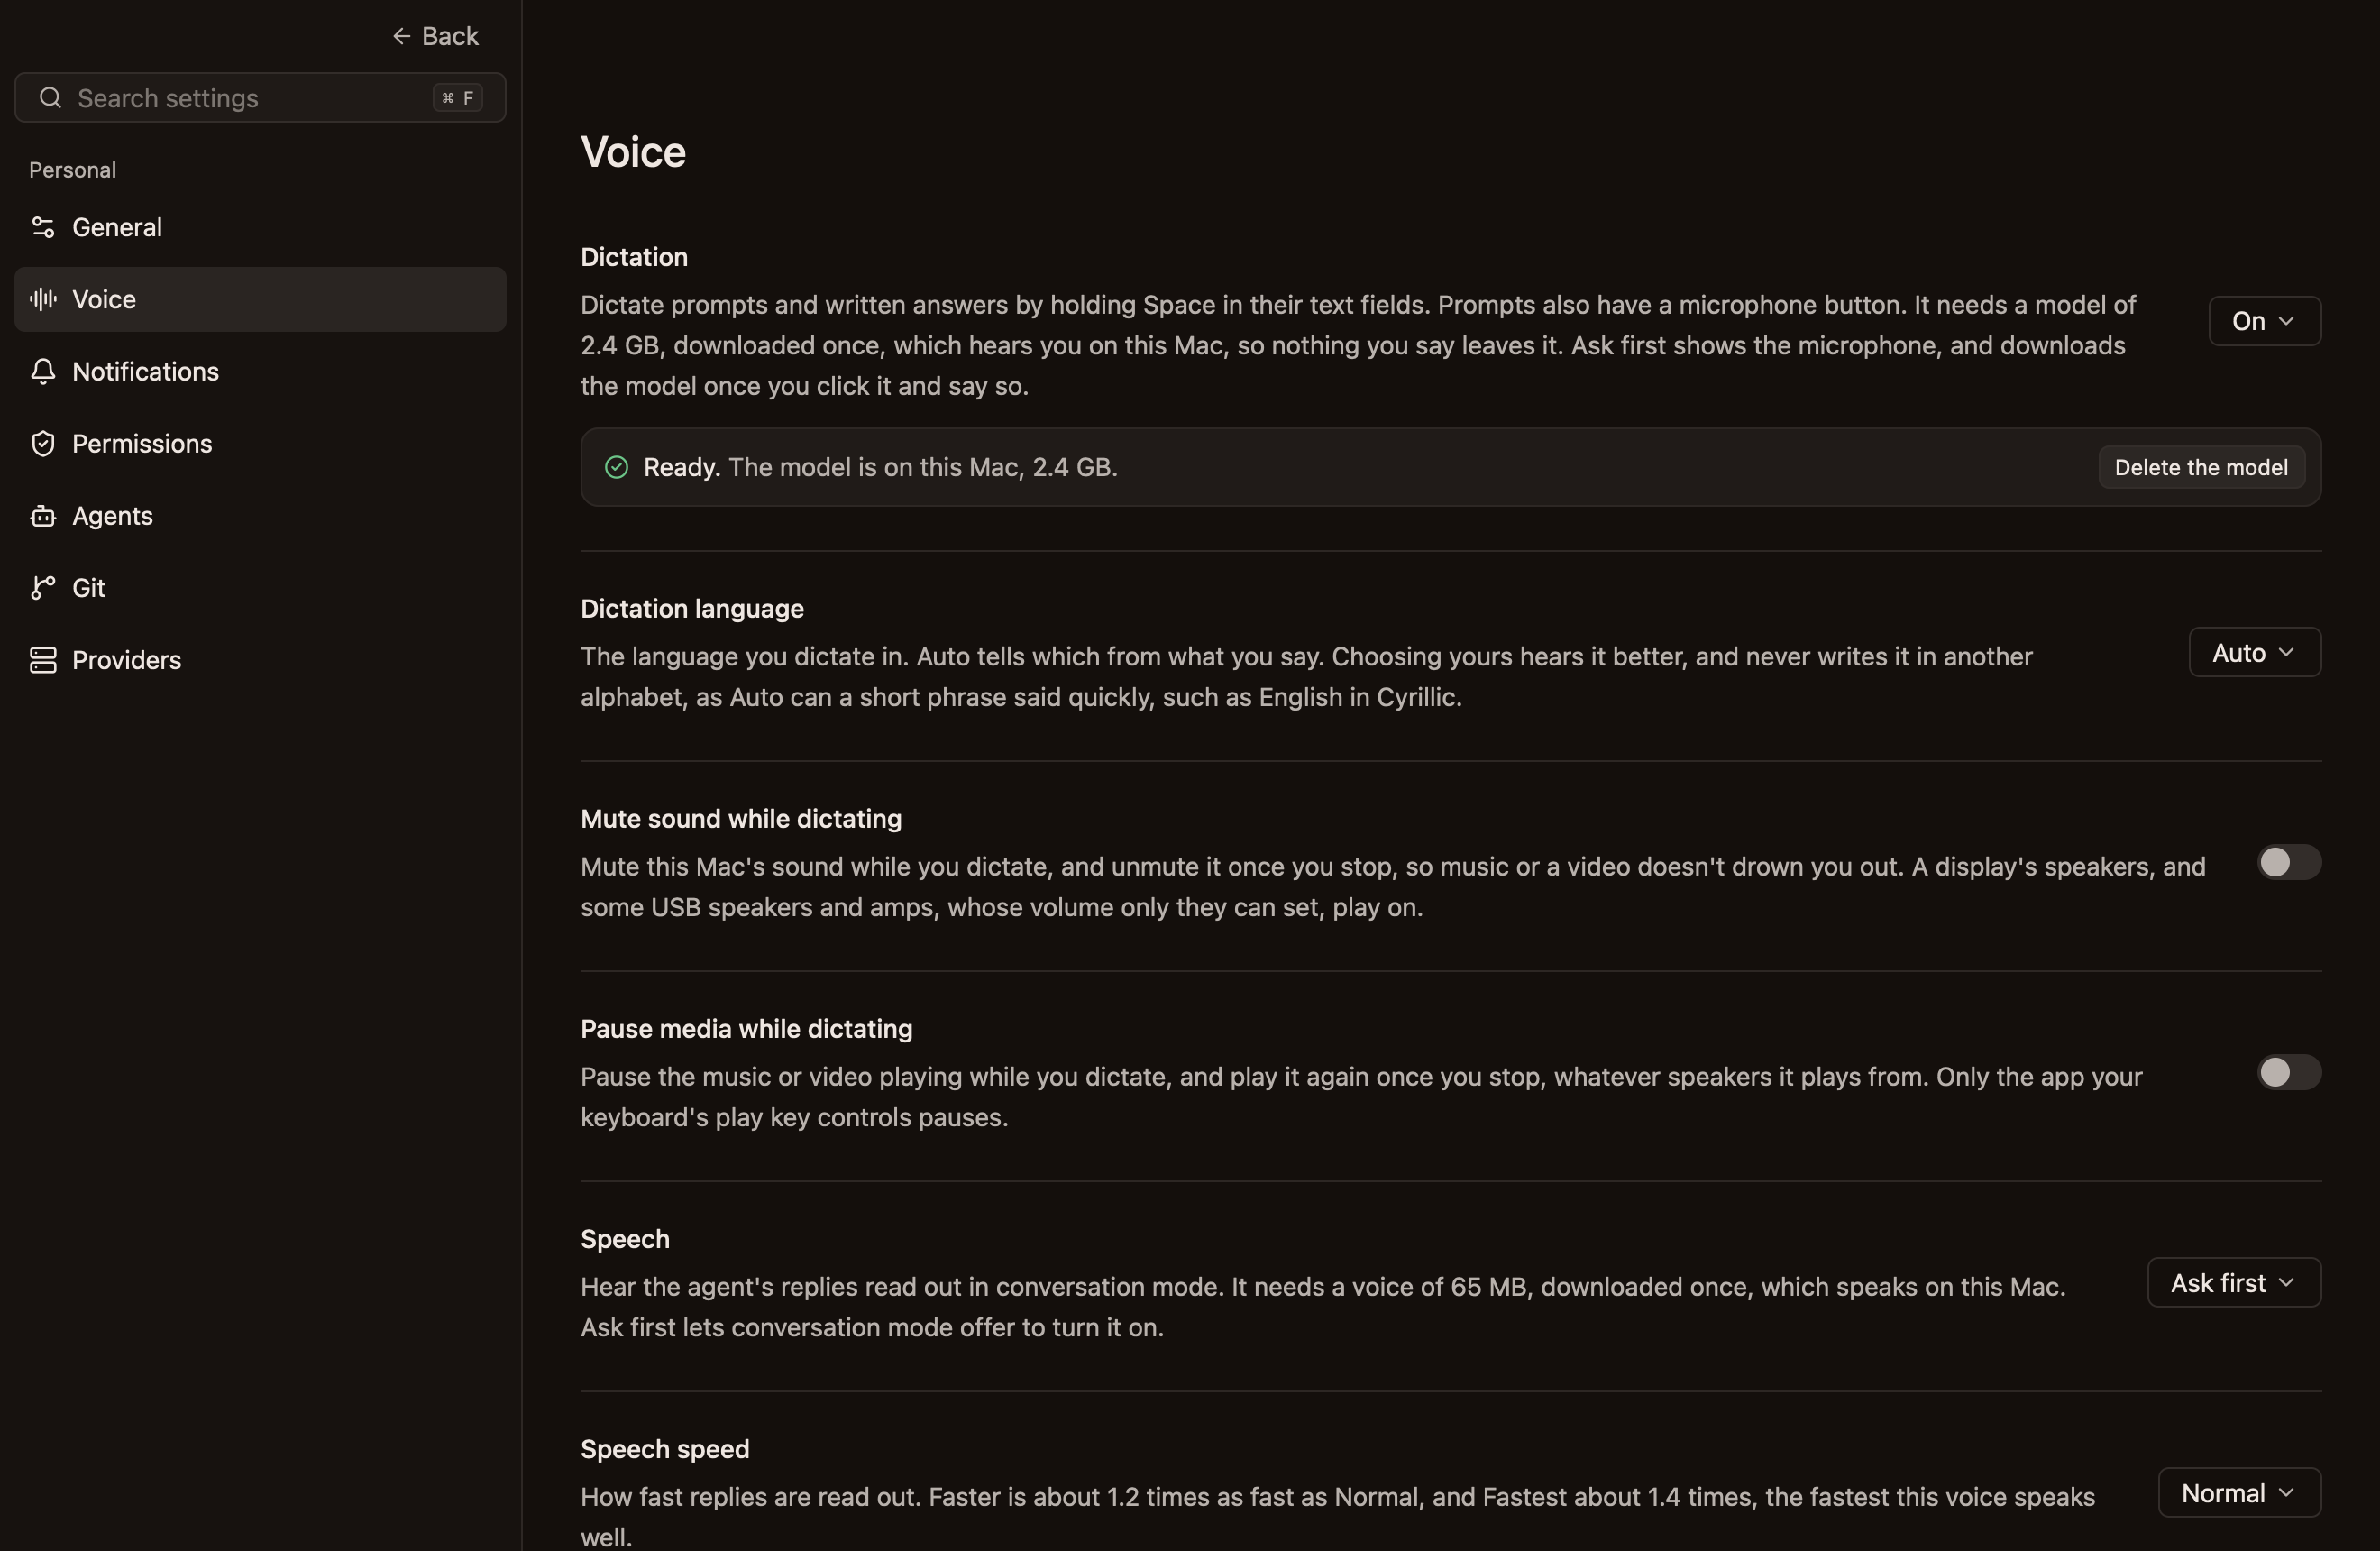 Back
Search settings
⌘ F
Personal
General
Voice
Notifications
Permissions
Agents
Git
Providers
Voice
Dictation
Dictate prompts and written answers by holding Space in their text fields. Prompts also have a microphone button. It needs a model of
2.4 GB, downloaded once, which hears you on this Mac, so nothing you say leaves it. Ask first shows the microphone, and downloads
the model once you click it and say so.
On
Ready. The model is on this Mac, 2.4 GB.
Delete the model
Dictation language
The language you dictate in. Auto tells which from what you say. Choosing yours hears it better, and never writes it in another
alphabet, as Auto can a short phrase said quickly, such as English in Cyrillic.
Auto
Mute sound while dictating
Mute this Mac's sound while you dictate, and unmute it once you stop, so music or a video doesn't drown you out. A display's speakers, and
some USB speakers and amps, whose volume only they can set, play on.
Pause media while dictating
Pause the music or video playing while you dictate, and play it again once you stop, whatever speakers it plays from. Only the app your
keyboard's play key controls pauses.
Speech
Hear the agent's replies read out in conversation mode. It needs a voice of 65 MB, downloaded once, which speaks on this Mac.
Ask first lets conversation mode offer to turn it on.
Ask first
Speech speed
How fast replies are read out. Faster is about 1.2 times as fast as Normal, and Fastest about 1.4 times, the fastest this voice speaks
well.
Normal